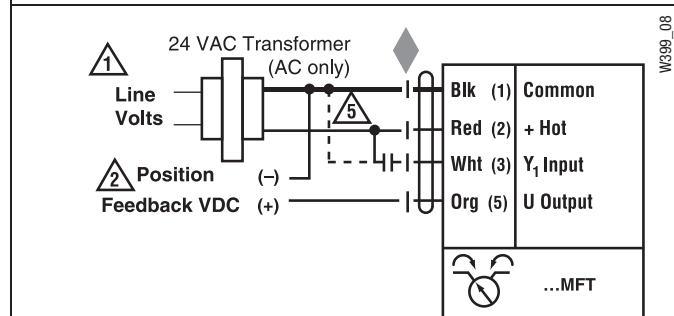 W399_08
24 VAC Transformer
(AC only)
1
Line
Volts
5
Blk (1) Common
Red (2) + Hot
Wht (3) Y1 Input
2 Position (–)
Feedback VDC (+)
Org (5) U Output
...MFT